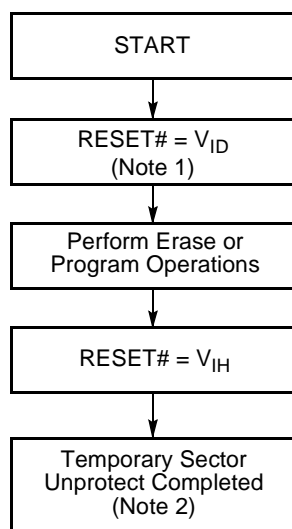 START
RESET# = VID
(Note 1)
Perform Erase or
Program Operations
RESET# = VIH
Temporary Sector
Unprotect Completed
(Note 2)